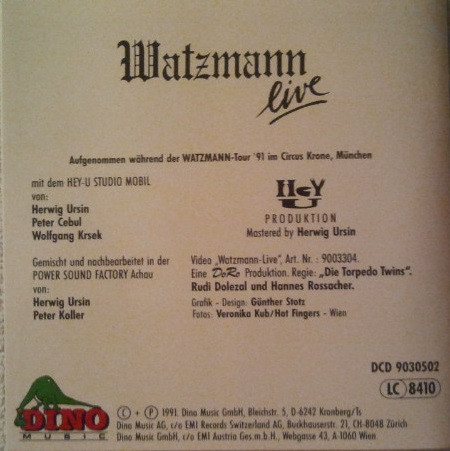 Watzmann
live
Aufgenommen während der WATZMANN-Tour '91 im Circus Krone, München
mit dem HEY-U STUDIO MOBIL
von:
Herwig Ursin
Peter Cebul
Wolfgang Krsek
HeY
U
PRODUKTION
Mastered by Herwig Ursin
Gemischt und nachbearbeitet in der
POWER SOUND FACTORY Achau
von:
Herwig Ursin
Peter Koller
Video „Watzmann-Live", Art. Nr. : 9003304.
Eine DoRo Produktion. Regie: „Die Torpedo Twins".
Rudi Dolezal und Hannes Rossacher.
Grafik - Design: Günther Stotz
Fotos: Veronika Kub/Hot Fingers - Wien
DCD 9030502
LC 8410
DINO
MUSIC
© + ℗ 1991. Dino Music GmbH, Bleichstr. 5, D-6242 Kronberg/Ts
Dino Music AG, c/o EMI Records Switzerland AG, Buckhauserstr. 21, CH-8048 Zürich
Dino Music GmbH, c/o EMI Austria Ges.m.b.H., Webgasse 43, A-1060 Wien